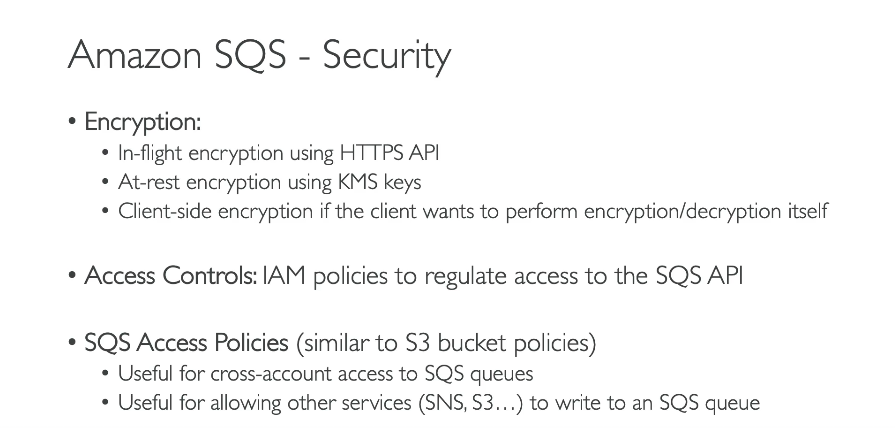 Amazon SQS - Security
• Encryption:
• In-flight encryption using HTTPS API
• At-rest encryption using KMS keys
• Client-side encryption if the client wants to perform encryption/decryption itself
• Access Controls: IAM policies to regulate access to the SQS API
• SQS Access Policies (similar to S3 bucket policies)
• Useful for cross-account access to SQS queues
• Useful for allowing other services (SNS, S3…) to write to an SQS queue